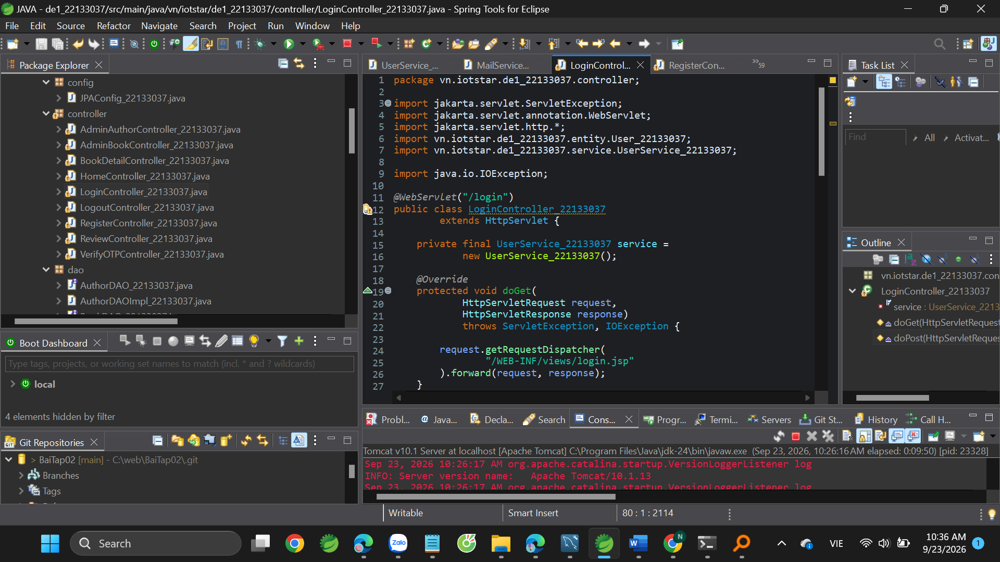 JAVA - de1_22133037/src/main/java/vn/iotstar/de1_22133037/controller/LoginController_22133037.java - Spring Tools for Eclipse
File Edit Source Refactor Navigate Search Project Run Window Help
Package Explorer
config
JPAConfig_22133037.java
controller
AdminAuthorController_22133037.java
AdminBookController_22133037.java
BookDetailController_22133037.java
HomeController_22133037.java
LoginController_22133037.java
LogoutController_22133037.java
RegisterController_22133037.java
ReviewController_22133037.java
VerifyOTPController_22133037.java
dao
AuthorDAO_22133037.java
AuthorDAOImpl_22133037.java
Boot Dashboard
Type tags, projects, or working set names to match (incl. * and ? wildcards)
local
4 elements hidden by filter
Git Repositories
> BaiTap02 [main] - C:\web\BaiTap02\.git
Branches
Tags
UserService_... MailService... LoginControl... RegisterCon... »59
1 package vn.iotstar.de1_22133037.controller;
2
3 import jakarta.servlet.ServletException;
4 import jakarta.servlet.annotation.WebServlet;
5 import jakarta.servlet.http.*;
6 import vn.iotstar.de1_22133037.entity.User_22133037;
7 import vn.iotstar.de1_22133037.service.UserService_22133037;
8
9 import java.io.IOException;
10
11 @WebServlet("/login")
12 public class LoginController_22133037
13 extends HttpServlet {
14
15 private final UserService_22133037 service =
16 new UserService_22133037();
17
18 @Override
19 protected void doGet(
20 HttpServletRequest request,
21 HttpServletResponse response)
22 throws ServletException, IOException {
23
24 request.getRequestDispatcher(
25 "/WEB-INF/views/login.jsp"
26 ).forward(request, response);
27 }
Probl... Java... Decla... Search Cons... Progr... Termi... Servers Git St... History Call H...
Tomcat v10.1 Server at localhost [Apache Tomcat] C:\Program Files\Java\jdk-24\bin\javaw.exe (Sep 23, 2026, 10:26:16 AM elapsed: 0:09:50) [pid: 23328]
Sep 23, 2026 10:26:17 AM org.apache.catalina.startup.VersionLoggerListener log
INFO: Server version name: Apache Tomcat/10.1.13
Sep 23, 2026 10:26:17 AM org.apache.catalina.startup.VersionLoggerListener log
Task List
Find All Activat...
Outline
vn.iotstar.de1_22133037.con
LoginController_22133037
service : UserService_2213
doGet(HttpServletRequest
doPost(HttpServletReques
Writable Smart Insert 80 : 1 : 2114
Search
Zalo
N
VIE
10:36 AM
9/23/2026
1